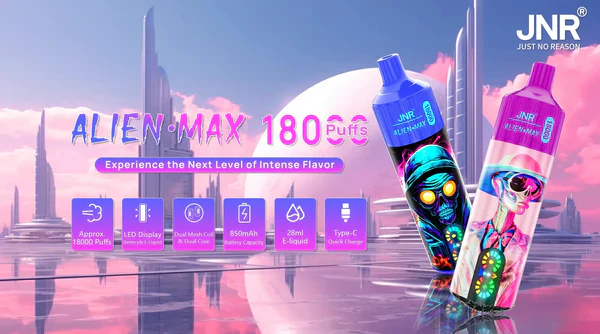 JNR®
JUST NO REASON
ALIEN·MAX 18000 Puffs
Experience the Next Level of Intense Flavor
Approx.
18000 Puffs
LED Display
Dual Mesh Coil
& Dual Core
850mAh
Battery Capacity
28ml
E-liquid
Type-C
Quick Charge
JNR
ALIEN·MAX
JNR
ALIEN·MAX